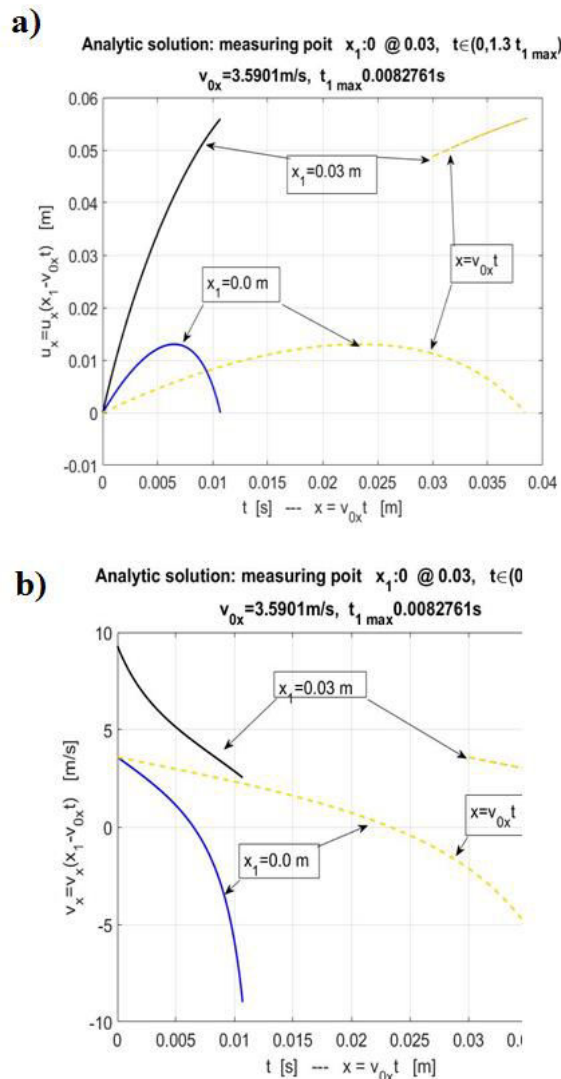 a)
Analytic solution: measuring poit x1:0 @ 0.03, t∈(0,1.3 t1 max)
v0x=3.5901m/s, t1 max0.0082761s
0.06
0.05
0.04
0.03
0.02
0.01
0
-0.01
ux=ux(x1-v0xt) [m]
x1=0.03 m
x1=0.0 m
x=v0xt
0 0.005 0.01 0.015 0.02 0.025 0.03 0.035 0.04
t [s] --- x = v0xt [m]
b)
Analytic solution: measuring poit x1:0 @ 0.03, t∈(0
v0x=3.5901m/s, t1 max0.0082761s
10
5
0
-5
-10
vx=vx(x1-v0xt) [m/s]
x1=0.03 m
x=v0xt
x1=0.0 m
0 0.005 0.01 0.015 0.02 0.025 0.03 0.0
t [s] --- x = v0xt [m]